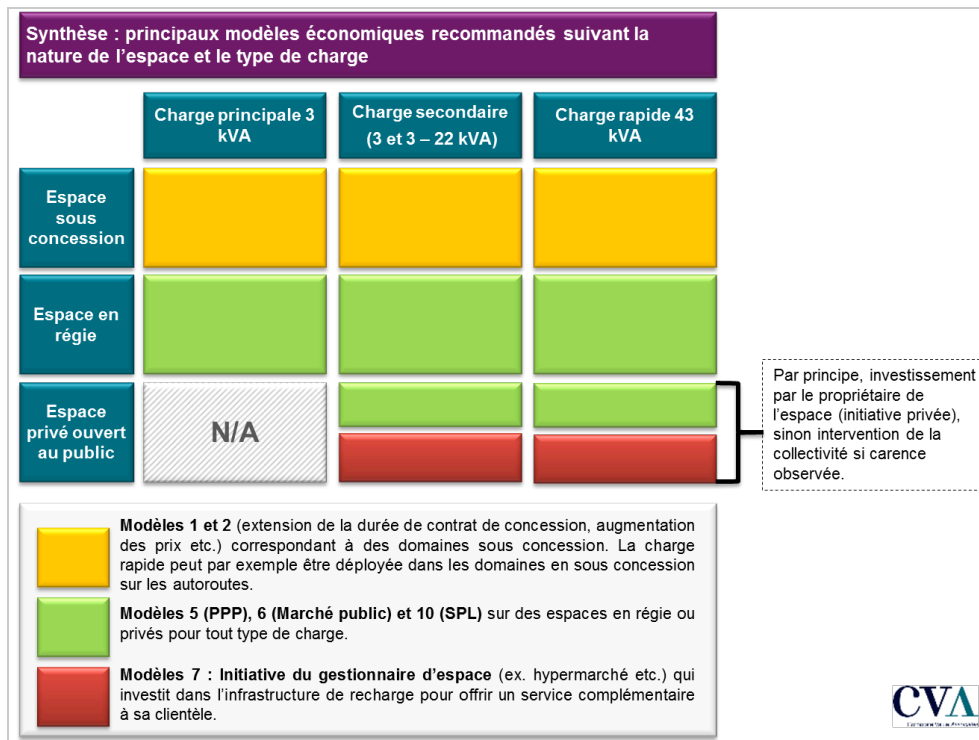 Synthèse : principaux modèles économiques recommandés suivant la
nature de l'espace et le type de charge
Charge principale 3
kVA
Charge secondaire
(3 et 3 – 22 kVA)
Charge rapide 43
kVA
Espace
sous
concession
Espace en
régie
Espace
privé ouvert
au public
N/A
Par principe, investissement
par le propriétaire de
l'espace (initiative privée),
sinon intervention de la
collectivité si carence
observée.
Modèles 1 et 2 (extension de la durée de contrat de concession, augmentation
des prix etc.) correspondant à des domaines sous concession. La charge
rapide peut par exemple être déployée dans les domaines en sous concession
sur les autoroutes.
Modèles 5 (PPP), 6 (Marché public) et 10 (SPL) sur des espaces en régie ou
privés pour tout type de charge.
Modèles 7 : Initiative du gestionnaire d'espace (ex. hypermarché etc.) qui
investit dans l'infrastructure de recharge pour offrir un service complémentaire
à sa clientèle.
CVA